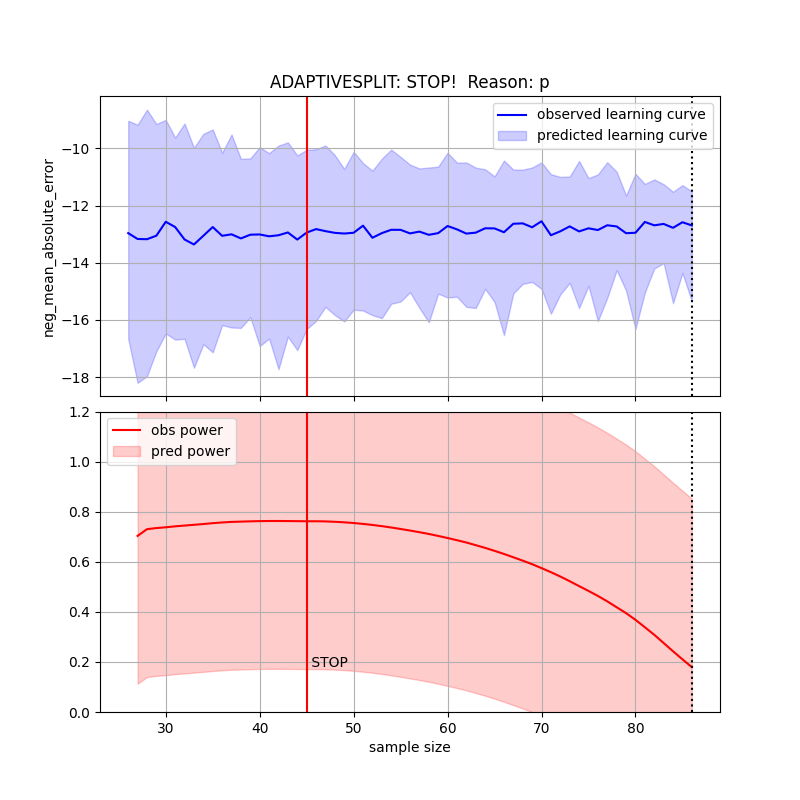 ADAPTIVESPLIT: STOP!  Reason: p
observed learning curve
predicted learning curve
neg_mean_absolute_error
−10
−12
−14
−16
−18
obs power
pred power
STOP
1.2
1.0
0.8
0.6
0.4
0.2
0.0
30 40 50 60 70 80
sample size